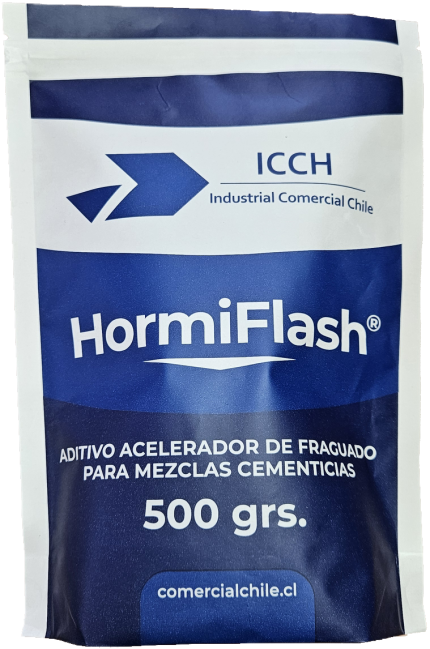 ICCH
Industrial Comercial Chile
HormiFlash®
ADITIVO ACELERADOR DE FRAGUADO
PARA MEZCLAS CEMENTICIAS
500 grs.
comercialchile.cl